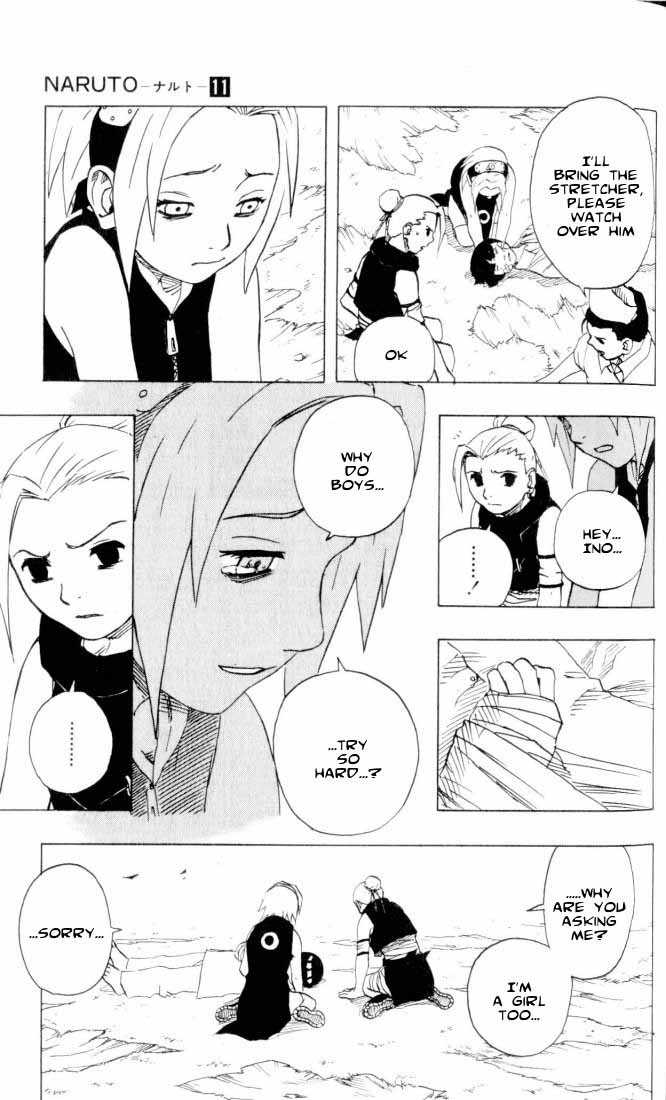 NARUTO —ナルト— 11
I'LL
BRING THE
STRETCHER,
PLEASE
WATCH
OVER HIM
OK
HEY...
INO...
........!
WHY
DO
BOYS...
...TRY
SO
HARD...?
........
.....WHY
ARE YOU
ASKING
ME?
I'M
A GIRL
TOO...
...SORRY...